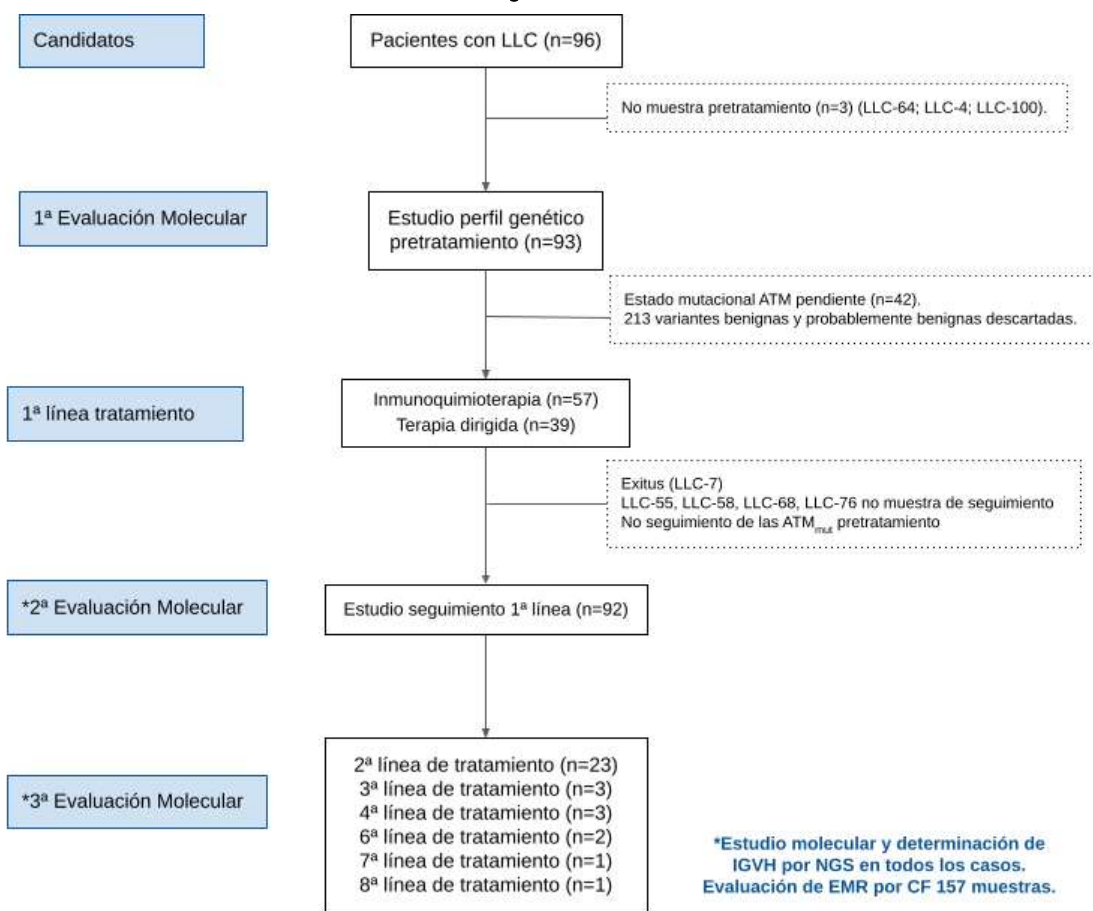 Candidatos
Pacientes con LLC (n=96)
No muestra pretratamiento (n=3) (LLC-64; LLC-4; LLC-100).
1ª Evaluación Molecular
Estudio perfil genético
pretratamiento (n=93)
Estado mutacional ATM pendiente (n=42).
213 variantes benignas y probablemente benignas descartadas.
1ª línea tratamiento
Inmunoquimioterapia (n=57)
Terapia dirigida (n=39)
Exitus (LLC-7)
LLC-55, LLC-58, LLC-68, LLC-76 no muestra de seguimiento
No seguimiento de las ATMmut pretratamiento
*2ª Evaluación Molecular
Estudio seguimiento 1ª línea (n=92)
*3ª Evaluación Molecular
2ª línea de tratamiento (n=23)
3ª línea de tratamiento (n=3)
4ª línea de tratamiento (n=3)
6ª línea de tratamiento (n=2)
7ª línea de tratamiento (n=1)
8ª línea de tratamiento (n=1)
*Estudio molecular y determinación de
IGVH por NGS en todos los casos.
Evaluación de EMR por CF 157 muestras.